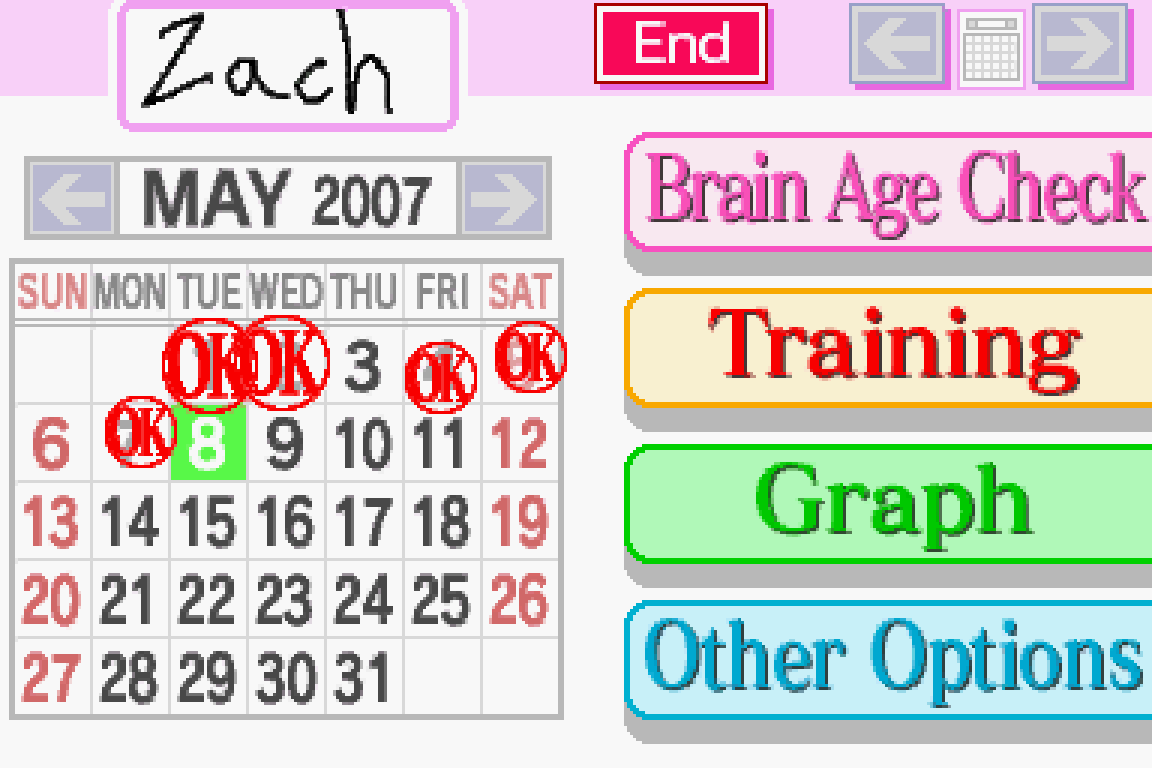 Zach
End
MAY 2007
SUN MON TUE WED THU FRI SAT
OK OK 3 OK OK
6 OK 8 9 10 11 12
13 14 15 16 17 18 19
20 21 22 23 24 25 26
27 28 29 30 31
Brain Age Check
Training
Graph
Other Options